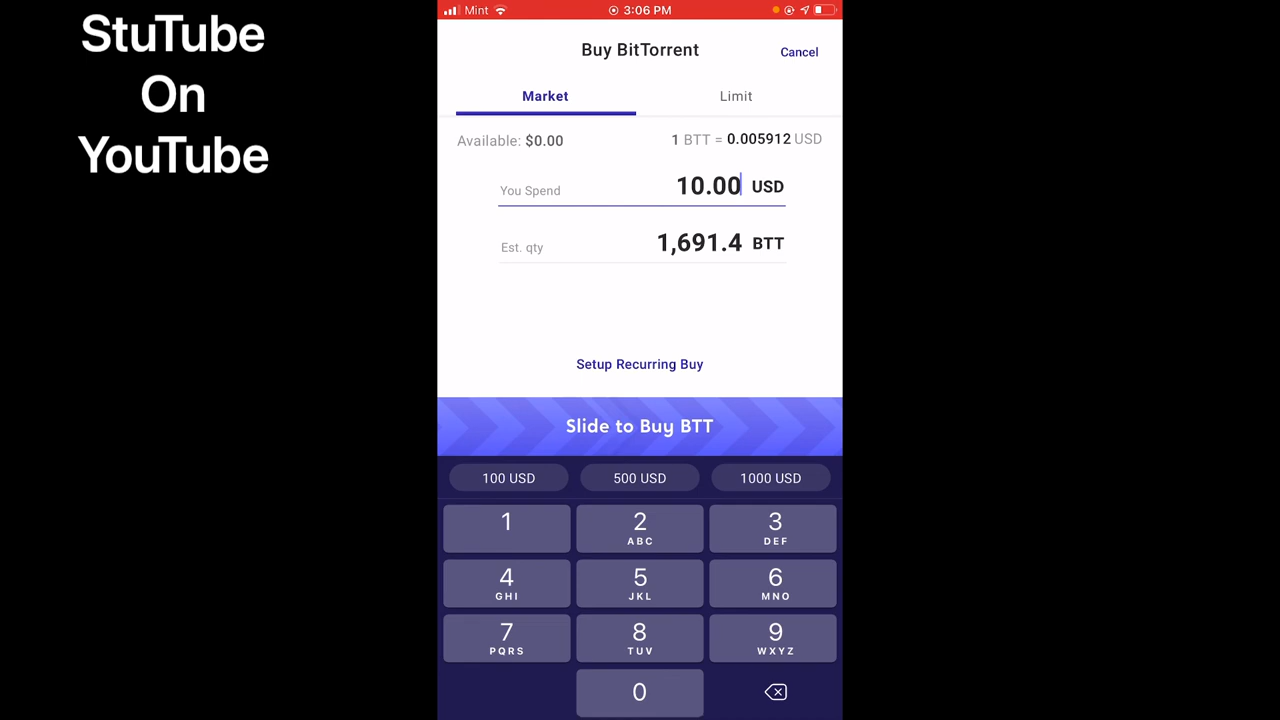 StuTube
On
YouTube
Mint 3:06 PM
Buy BitTorrent Cancel
Market Limit
Available: $0.00 1 BTT = 0.005912 USD
You Spend 10.00 USD
Est. qty 1,691.4 BTT
Setup Recurring Buy
Slide to Buy BTT
100 USD 500 USD 1000 USD
1 2 3
ABC DEF
4 5 6
GHI JKL MNO
7 8 9
PQRS TUV WXYZ
0